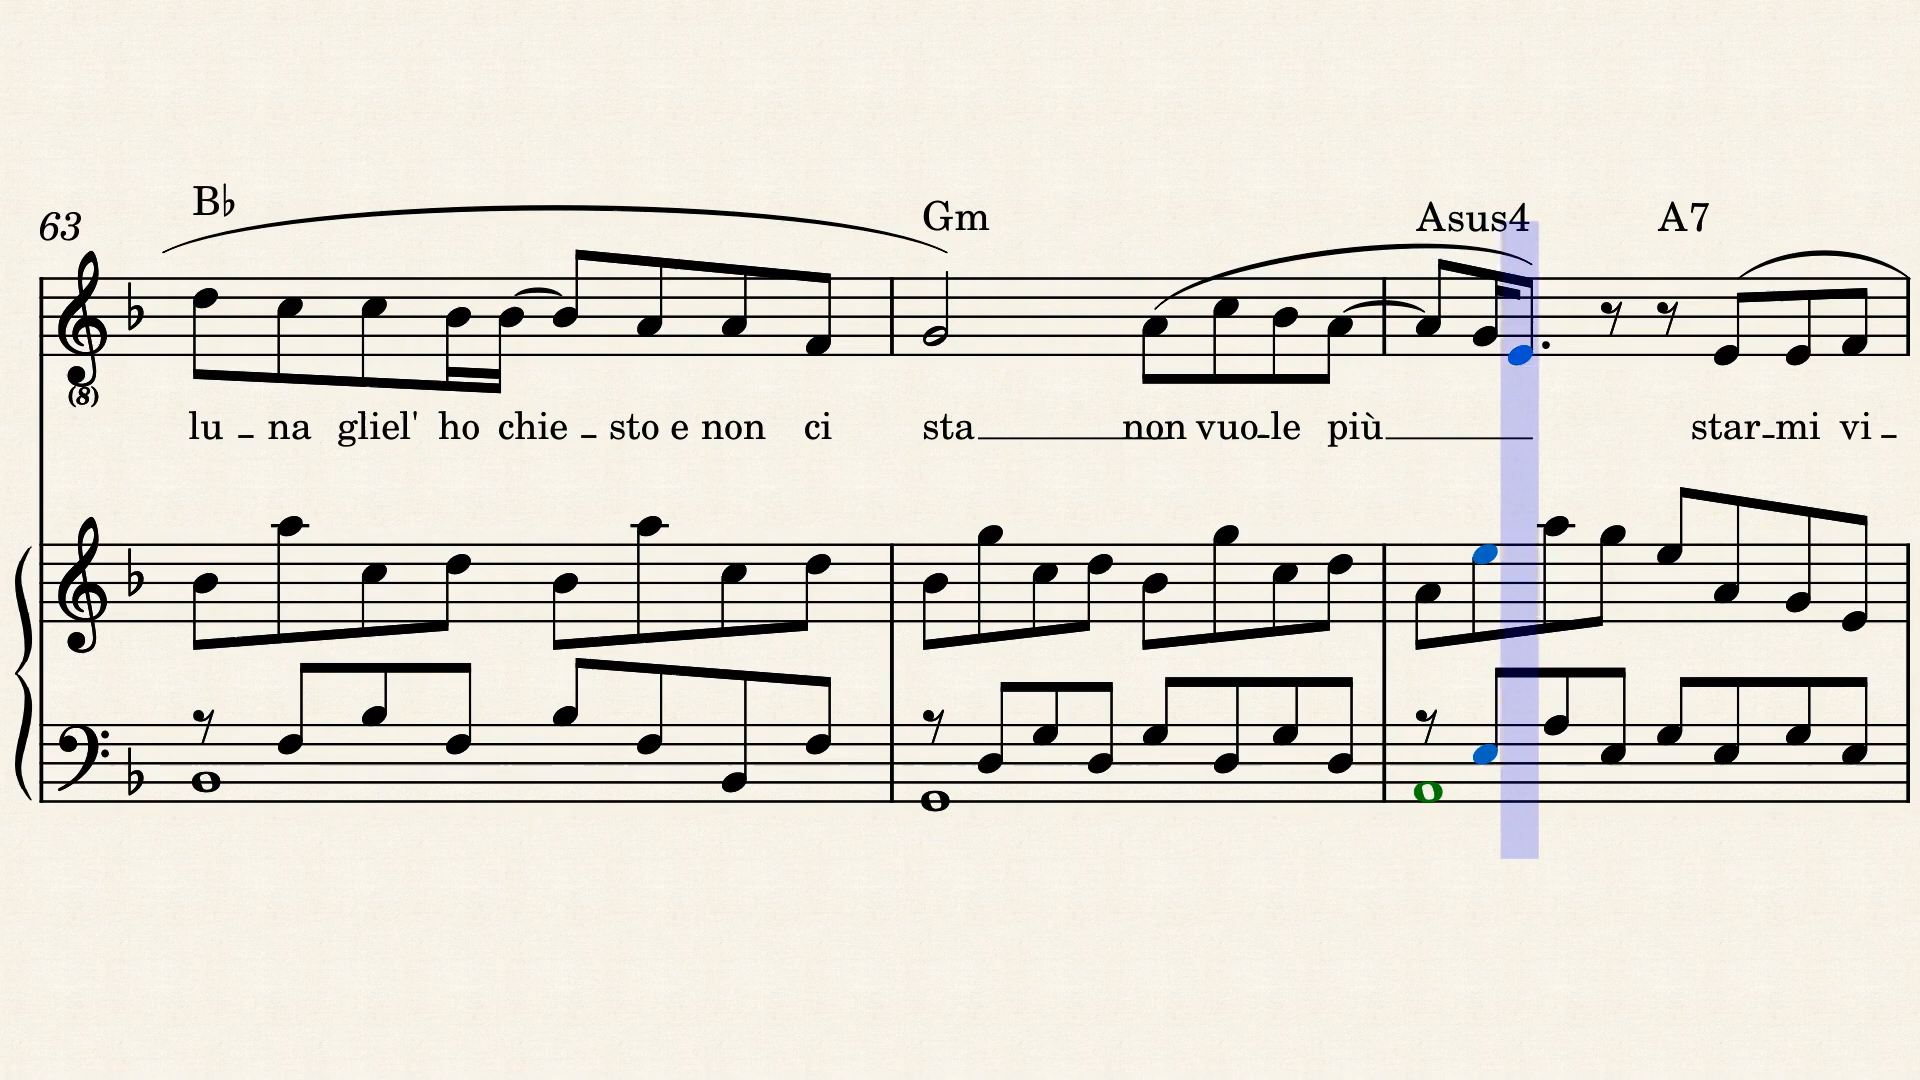 B♭ Gm Asus4 A7
63
(8)
lu - na gliel' ho chie - sto e non ci sta non vuo-le più star-mi vi -